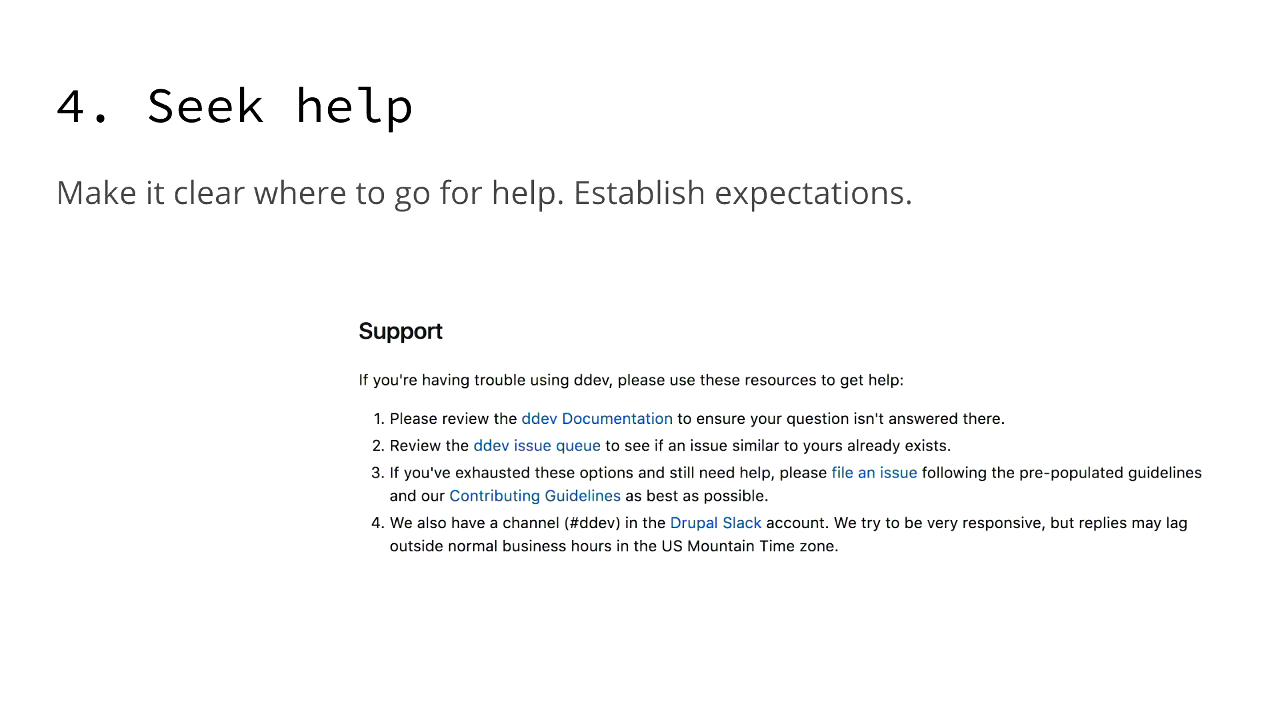 4. Seek help
Make it clear where to go for help. Establish expectations.
Support
If you're having trouble using ddev, please use these resources to get help:
1. Please review the ddev Documentation to ensure your question isn't answered there.
2. Review the ddev issue queue to see if an issue similar to yours already exists.
3. If you've exhausted these options and still need help, please file an issue following the pre-populated guidelines
and our Contributing Guidelines as best as possible.
4. We also have a channel (#ddev) in the Drupal Slack account. We try to be very responsive, but replies may lag
outside normal business hours in the US Mountain Time zone.